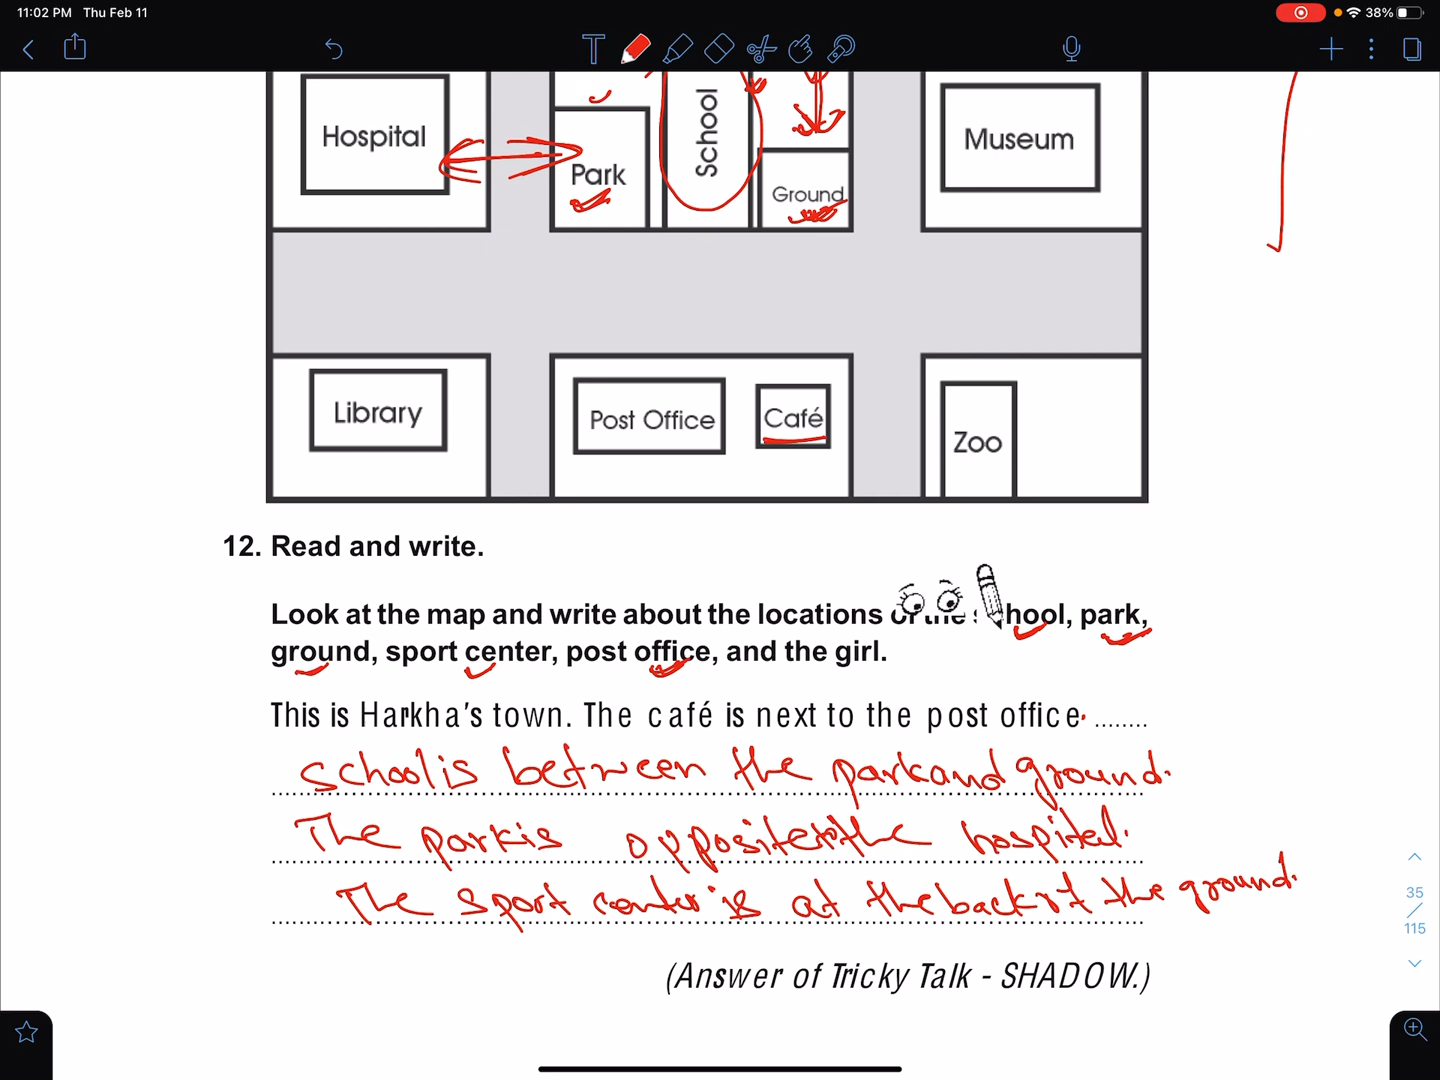 11:02 PM Thu Feb 11
38%
Hospital
Park
School
Ground
Museum
Library
Post Office
Café
Zoo
12. Read and write.
Look at the map and write about the locations of the school, park,
ground, sport center, post office, and the girl.
This is Harkha's town. The café is next to the post office. ........
School is between the park and ground.
The park is opposite to the hospital.
The sport center is at the back of the ground.
(Answer of Tricky Talk - SHADOW.)
35
115